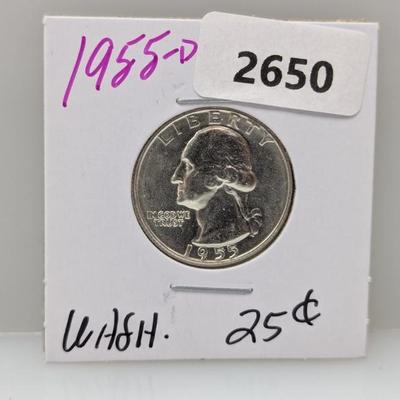 1955-D
2650
LIBERTY
IN GOD WE
TRUST
1955
WASH. 25¢